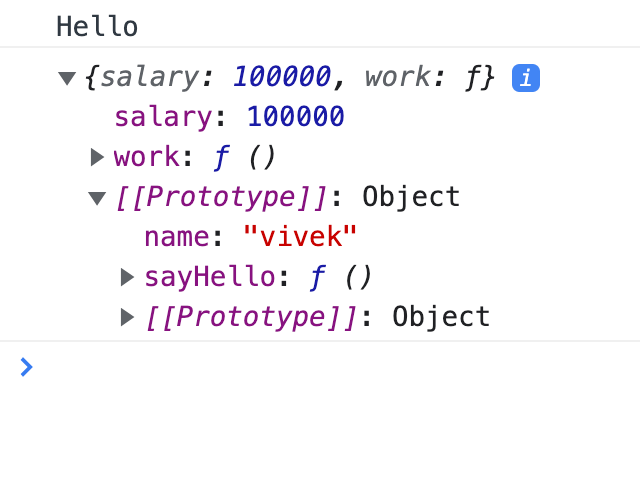 Hello
▼{salary: 100000, work: ƒ} i
salary: 100000
▶work: ƒ ()
▼[[Prototype]]: Object
name: "vivek"
▶sayHello: ƒ ()
▶[[Prototype]]: Object
>